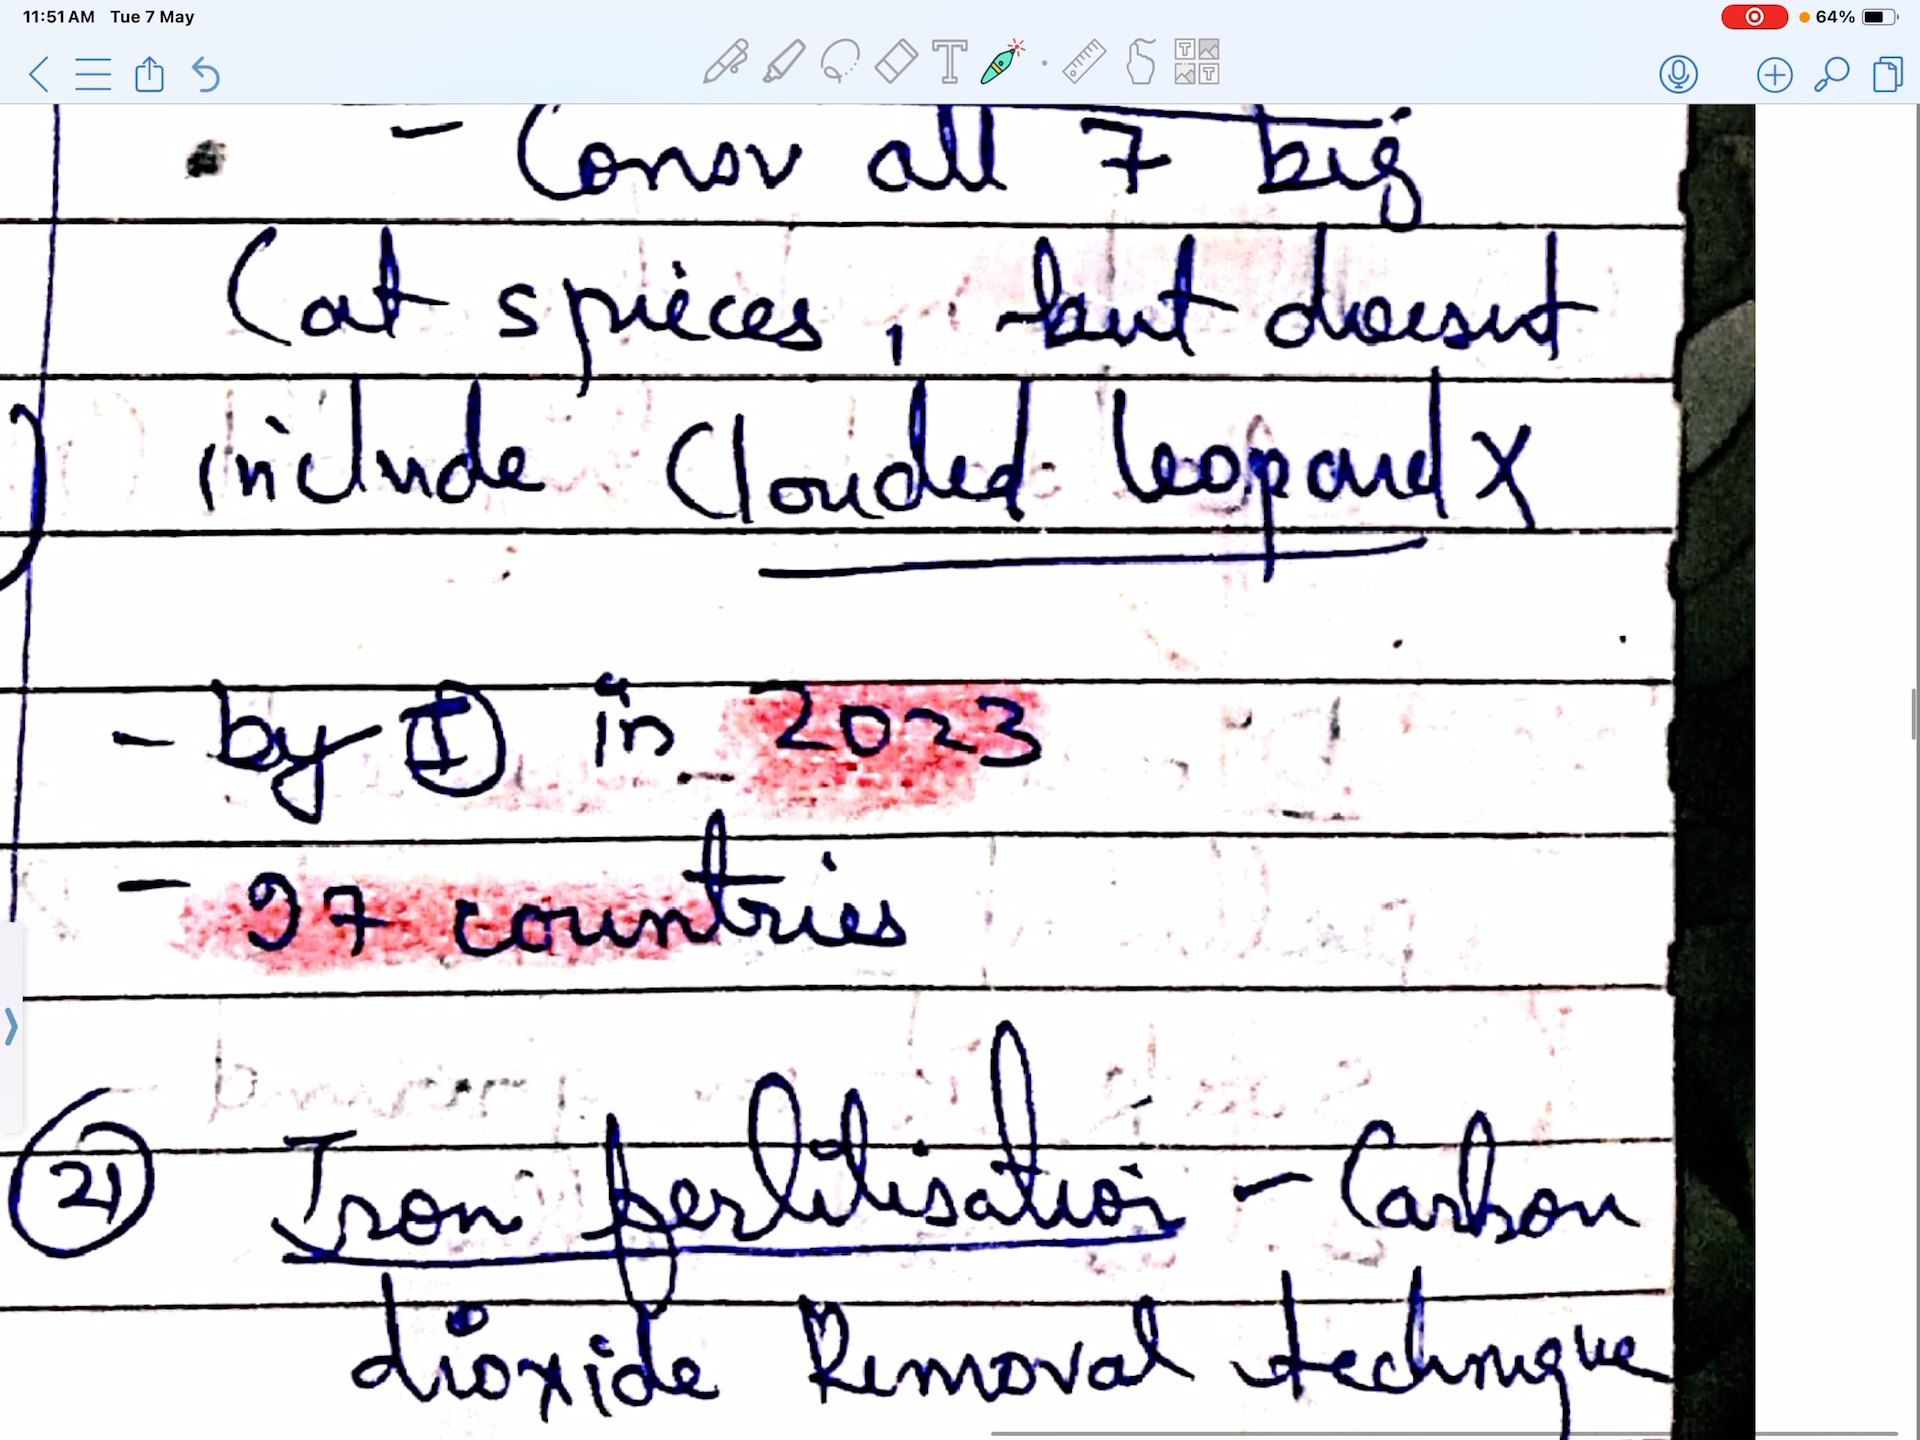 11:51 AM Tue 7 May
64%
- Consv all 7 big
Cat spieces, but doesnt
include Clouded leopard X
- by I in 2023
- 97 countries
21 Iron fertilisation - Carbon
dioxide Removal technique